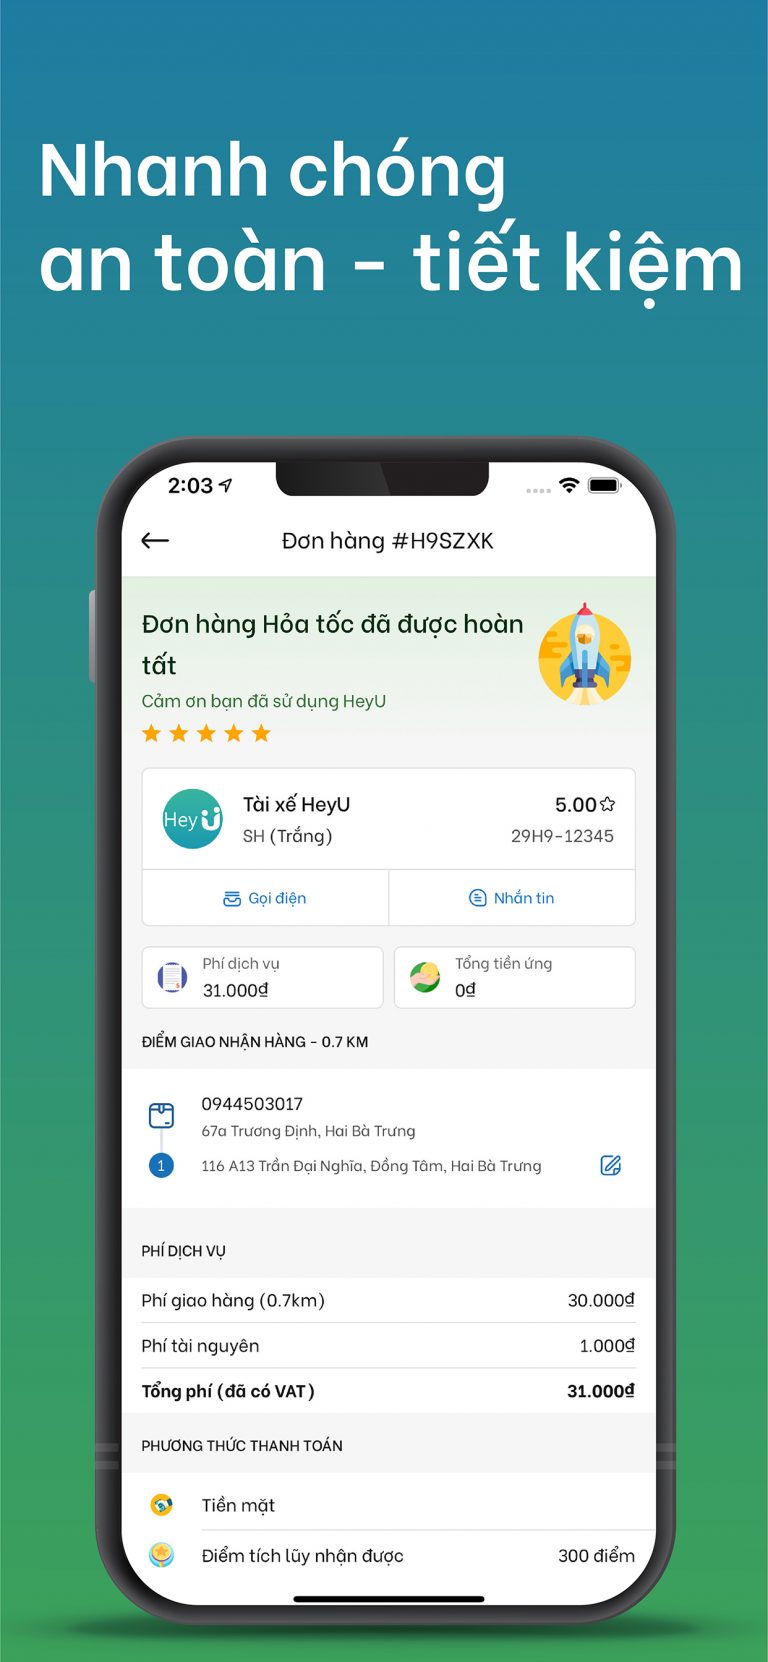 Nhanh chóng
an toàn - tiết kiệm
2:03
Đơn hàng #H9SZXK
Đơn hàng Hỏa tốc đã được hoàn
tất
Cảm ơn bạn đã sử dụng HeyU
HeyU
Tài xế HeyU 5.00
SH (Trắng) 29H9-12345
Gọi điện Nhắn tin
Phí dịch vụ Tổng tiền ứng
31.000₫ 0₫
ĐIỂM GIAO NHẬN HÀNG - 0.7 KM
0944503017
67a Trương Định, Hai Bà Trưng
1 116 A13 Trần Đại Nghĩa, Đồng Tâm, Hai Bà Trưng
PHÍ DỊCH VỤ
Phí giao hàng (0.7km) 30.000₫
Phí tài nguyên 1.000₫
Tổng phí (đã có VAT) 31.000₫
PHƯƠNG THỨC THANH TOÁN
Tiền mặt
Điểm tích lũy nhận được 300 điểm